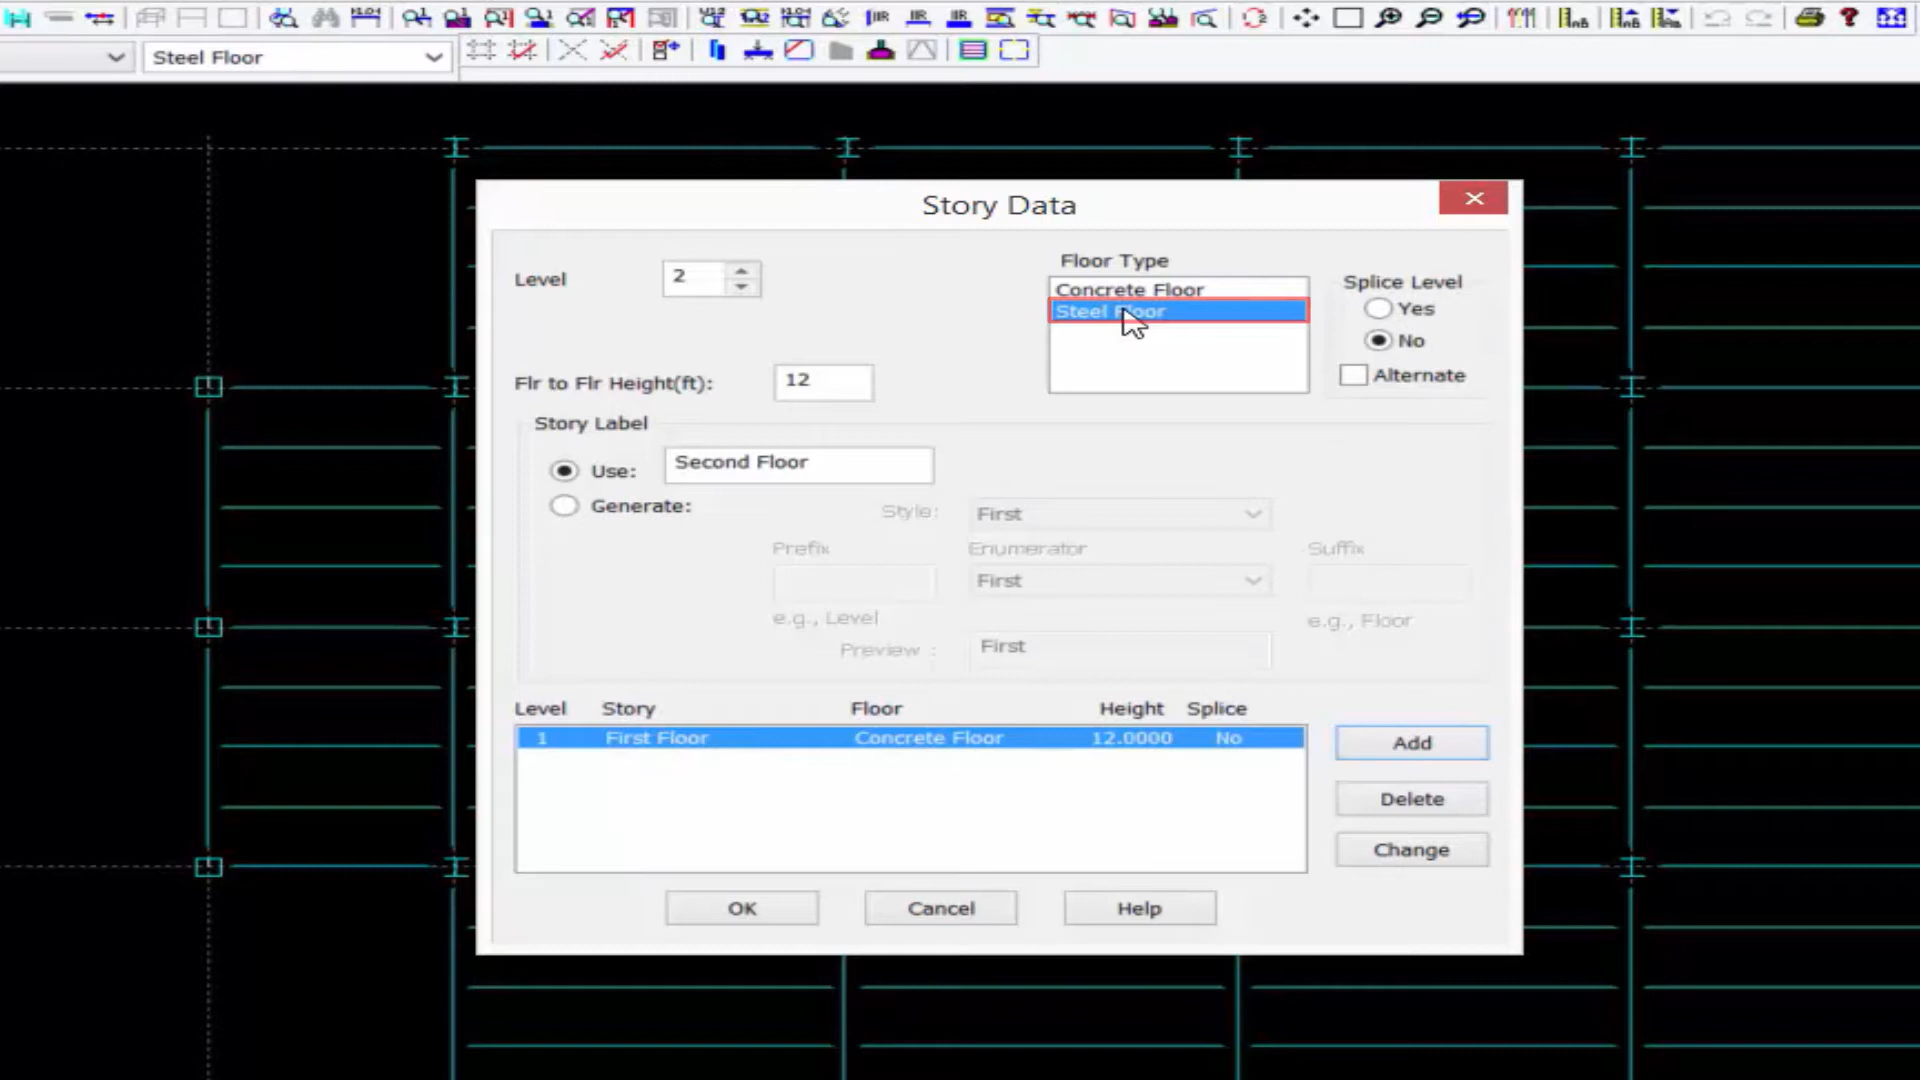 Steel Floor
Story Data
Level 2
Floor Type
Concrete Floor
Steel Floor
Splice Level
Yes
No
Alternate
Flr to Flr Height(ft): 12
Story Label
Use: Second Floor
Generate:
Style: First
Prefix Enumerator Suffix
First
e.g., Level e.g., Floor
Preview : First
Level Story Floor Height Splice
1 First Floor Concrete Floor 12.0000 No
Add
Delete
Change
OK Cancel Help